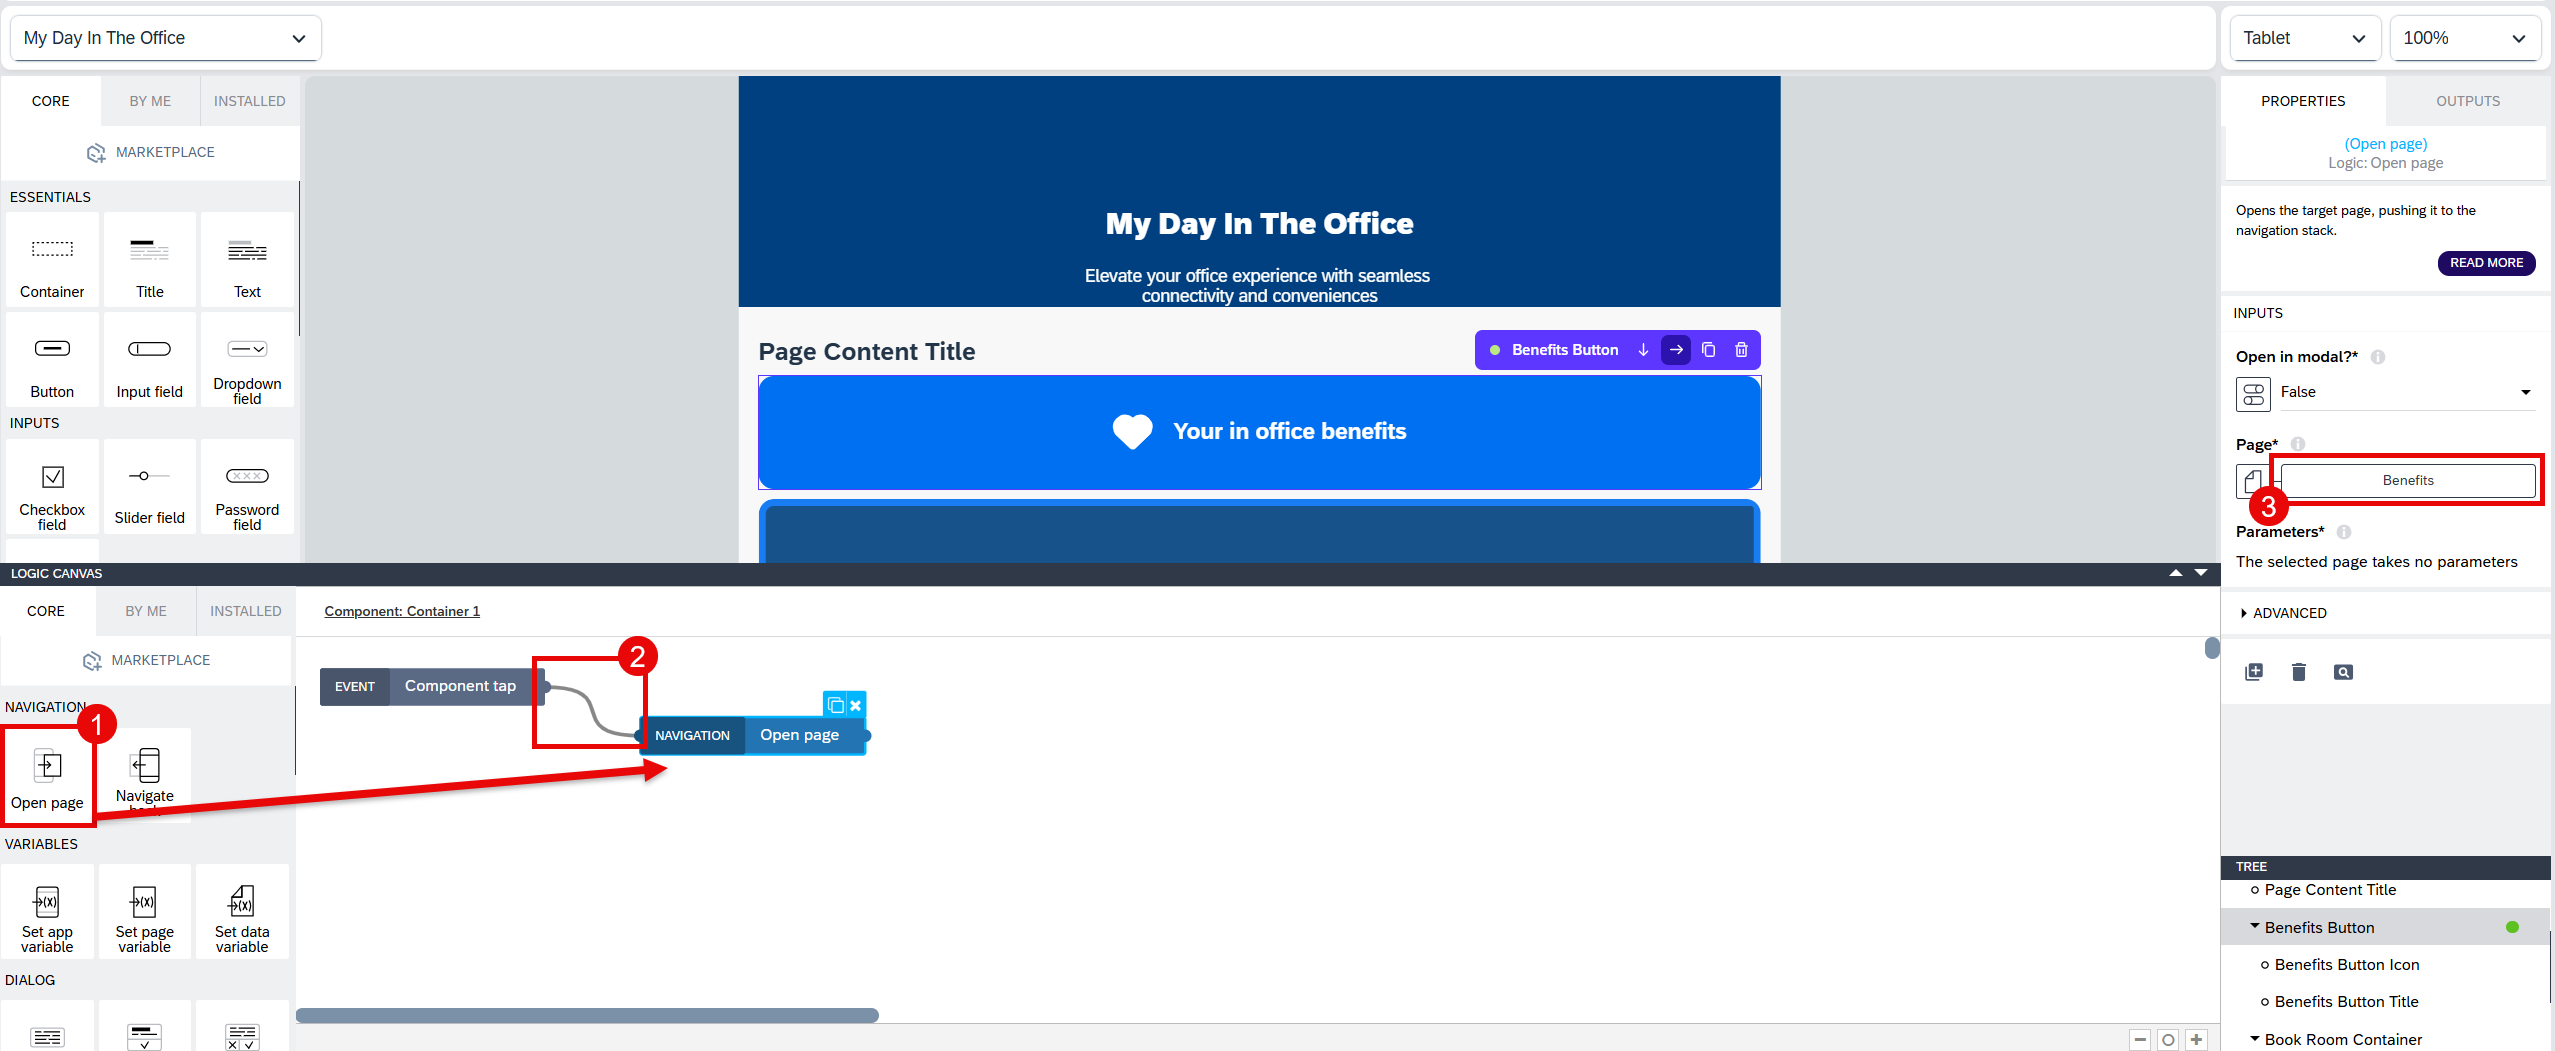 My Day In The Office
Tablet
100%
CORE
BY ME
INSTALLED
MARKETPLACE
ESSENTIALS
Container
Title
Text
Button
Input field
Dropdown
field
INPUTS
Checkbox
field
Slider field
Password
field
My Day In The Office
Elevate your office experience with seamless
connectivity and conveniences
Page Content Title
Benefits Button
Your in office benefits
PROPERTIES
OUTPUTS
(Open page)
Logic: Open page
Opens the target page, pushing it to the
navigation stack.
READ MORE
INPUTS
Open in modal?*
False
Page*
Benefits
3
Parameters*
The selected page takes no parameters
ADVANCED
LOGIC CANVAS
CORE
BY ME
INSTALLED
MARKETPLACE
NAVIGATION
1
Open page
Navigate
VARIABLES
Set app
variable
Set page
variable
Set data
variable
DIALOG
Component: Container 1
EVENT
Component tap
2
NAVIGATION
Open page
TREE
Page Content Title
Benefits Button
Benefits Button Icon
Benefits Button Title
Book Room Container